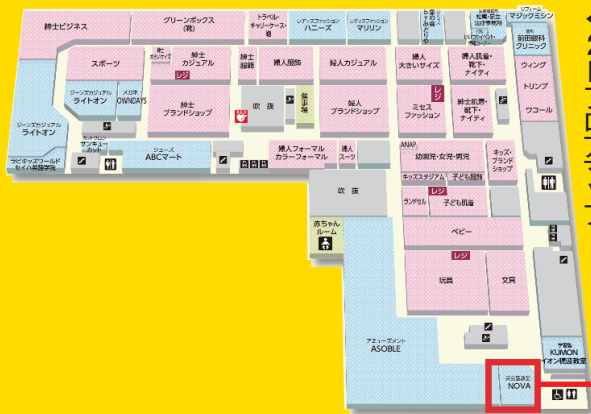 紳士ビジネス
グリーンボックス
(靴)
トラベル・
キャリーケース・
鞄
レディスファッション
ハニーズ
レディスファッション
マリリン
リフォーム
マジックミシン
前田眼科
クリニック
スポーツ
紳士
カジュアル
レジ
紳士
服飾
婦人服飾
婦人カジュアル
婦人
大きいサイズ
婦人肌着・
靴下・
ナイティ
ウィング
トリンプ
ワコール
ジーンズカジュアル
ライトオン
メガネ
OWNDAYS
紳士
ブランドショップ
吹 抜
婦人
ブランドショップ
レジ
ミセス
ファッション
紳士肌着・
靴下・
ナイティ
ジーンズカジュアル
ライトオン
サンキュー
カット
シューズ
ABCマート
婦人フォーマル
カラーフォーマル
婦人
スーツ
ANAP
幼園児・女児・男児
キッズ・
ブランド
ショップ
キッズスタジアム
子ども服飾
吹 抜
ランドセル
レジ
子ども肌着
赤ちゃん
ルーム
ベビー
レジ
玩具
文具
アミューズメント
ASOBLE
学習塾
KUMON
NOVA